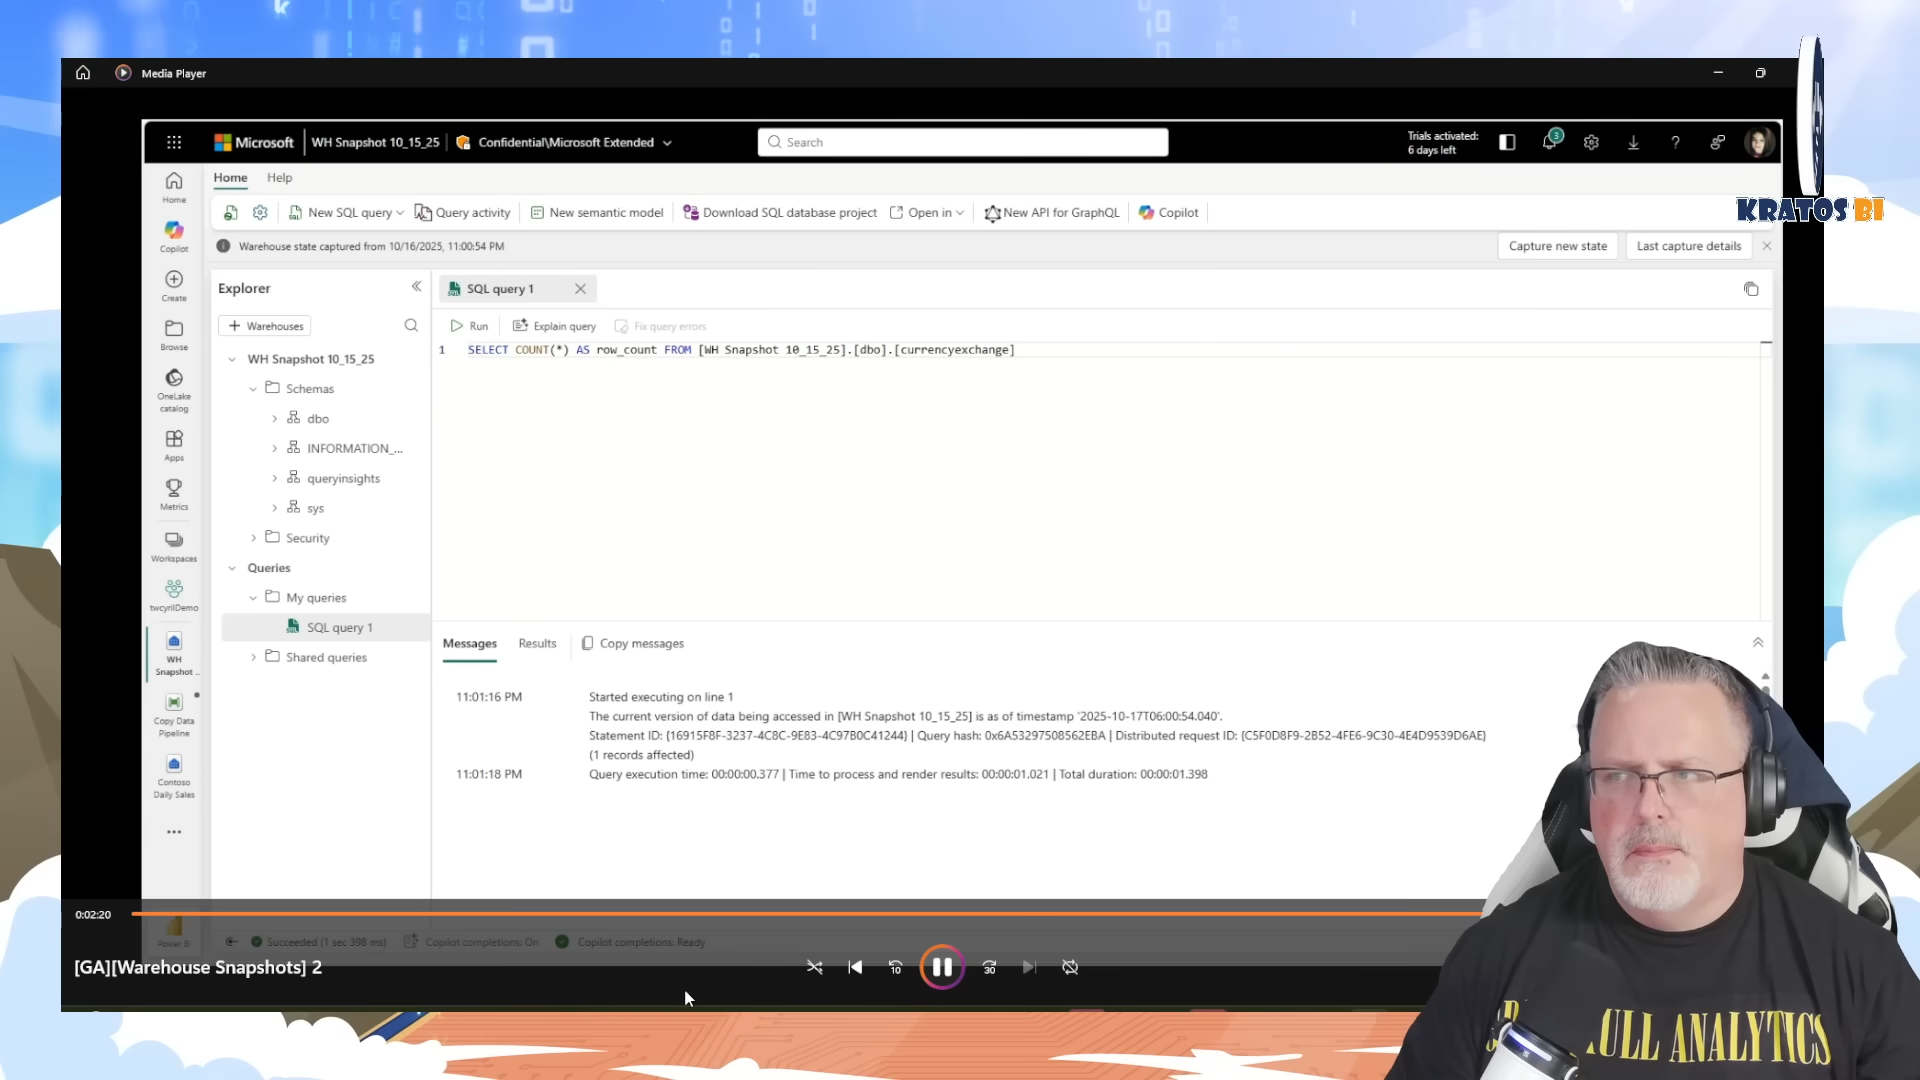 Media Player
Microsoft
WH Snapshot 10_15_25
Confidential\Microsoft Extended
Search
Trials activated:
6 days left
3
KRATOS BI
Home
Help
New SQL query
Query activity
New semantic model
Download SQL database project
Open in
New API for GraphQL
Copilot
Warehouse state captured from 10/16/2025, 11:00:54 PM
Capture new state
Last capture details
Home
Copilot
Create
Browse
OneLake
catalog
Apps
Metrics
Workspaces
twcyrilDemo
WH
Snapshot ..
Copy Data
Pipeline
Contoso
Daily Sales
Power BI
Explorer
Warehouses
WH Snapshot 10_15_25
Schemas
dbo
INFORMATION_...
queryinsights
sys
Security
Queries
My queries
SQL query 1
Shared queries
SQL query 1
Run
Explain query
Fix query errors
1 SELECT COUNT(*) AS row_count FROM [WH Snapshot 10_15_25].[dbo].[currencyexchange]
Messages
Results
Copy messages
11:01:16 PM
Started executing on line 1
The current version of data being accessed in [WH Snapshot 10_15_25] is as of timestamp '2025-10-17T06:00:54.040'.
Statement ID: {16915F8F-3237-4C8C-9E83-4C97B0C41244} | Query hash: 0x6A53297508562EBA | Distributed request ID: {C5F0D8F9-2B52-4FE6-9C30-4E4D9539D6AE}
(1 records affected)
11:01:18 PM
Query execution time: 00:00:00.377 | Time to process and render results: 00:00:01.021 | Total duration: 00:00:01.398
0:02:20
Succeeded (1 sec 398 ms)
Copilot completions: On
Copilot completions: Ready
[GA][Warehouse Snapshots] 2
10
30
ULL ANALYTICS